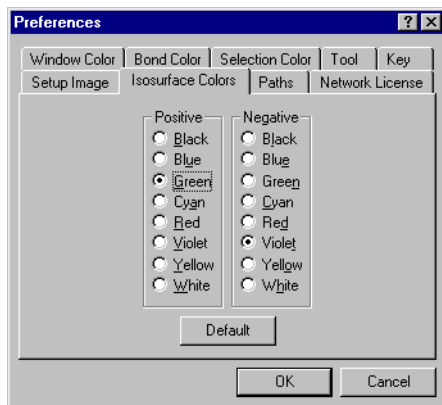 Preferences ? ×
Window Color Bond Color Selection Color Tool Key
Setup Image Isosurface Colors Paths Network License
Positive Negative
Black Black
Blue Blue
Green Green
Cyan Cyan
Red Red
Violet Violet
Yellow Yellow
White White
Default
OK Cancel